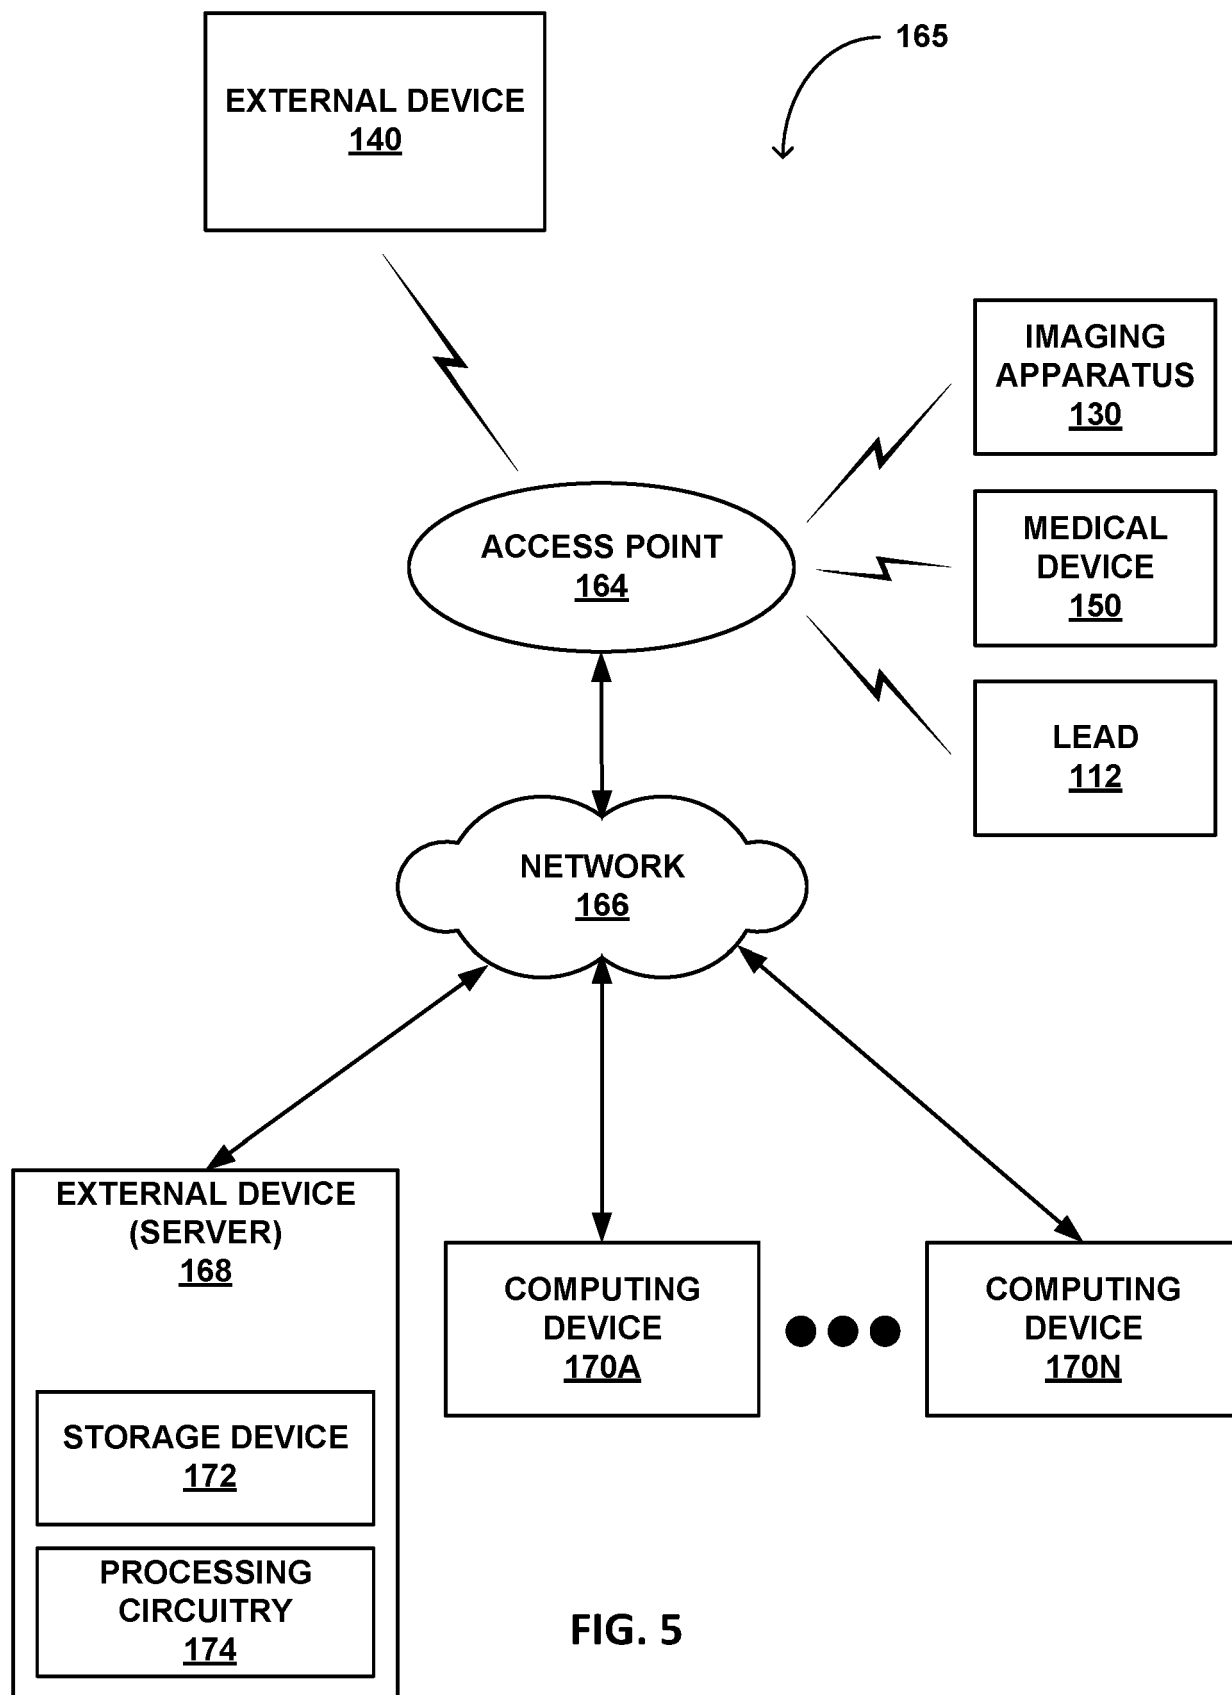 165
EXTERNAL DEVICE
140
IMAGING
APPARATUS
130
ACCESS POINT
164
MEDICAL
DEVICE
150
LEAD
112
NETWORK
166
EXTERNAL DEVICE
(SERVER)
168
STORAGE DEVICE
172
PROCESSING
CIRCUITRY
174
COMPUTING
DEVICE
170A
COMPUTING
DEVICE
170N
FIG. 5